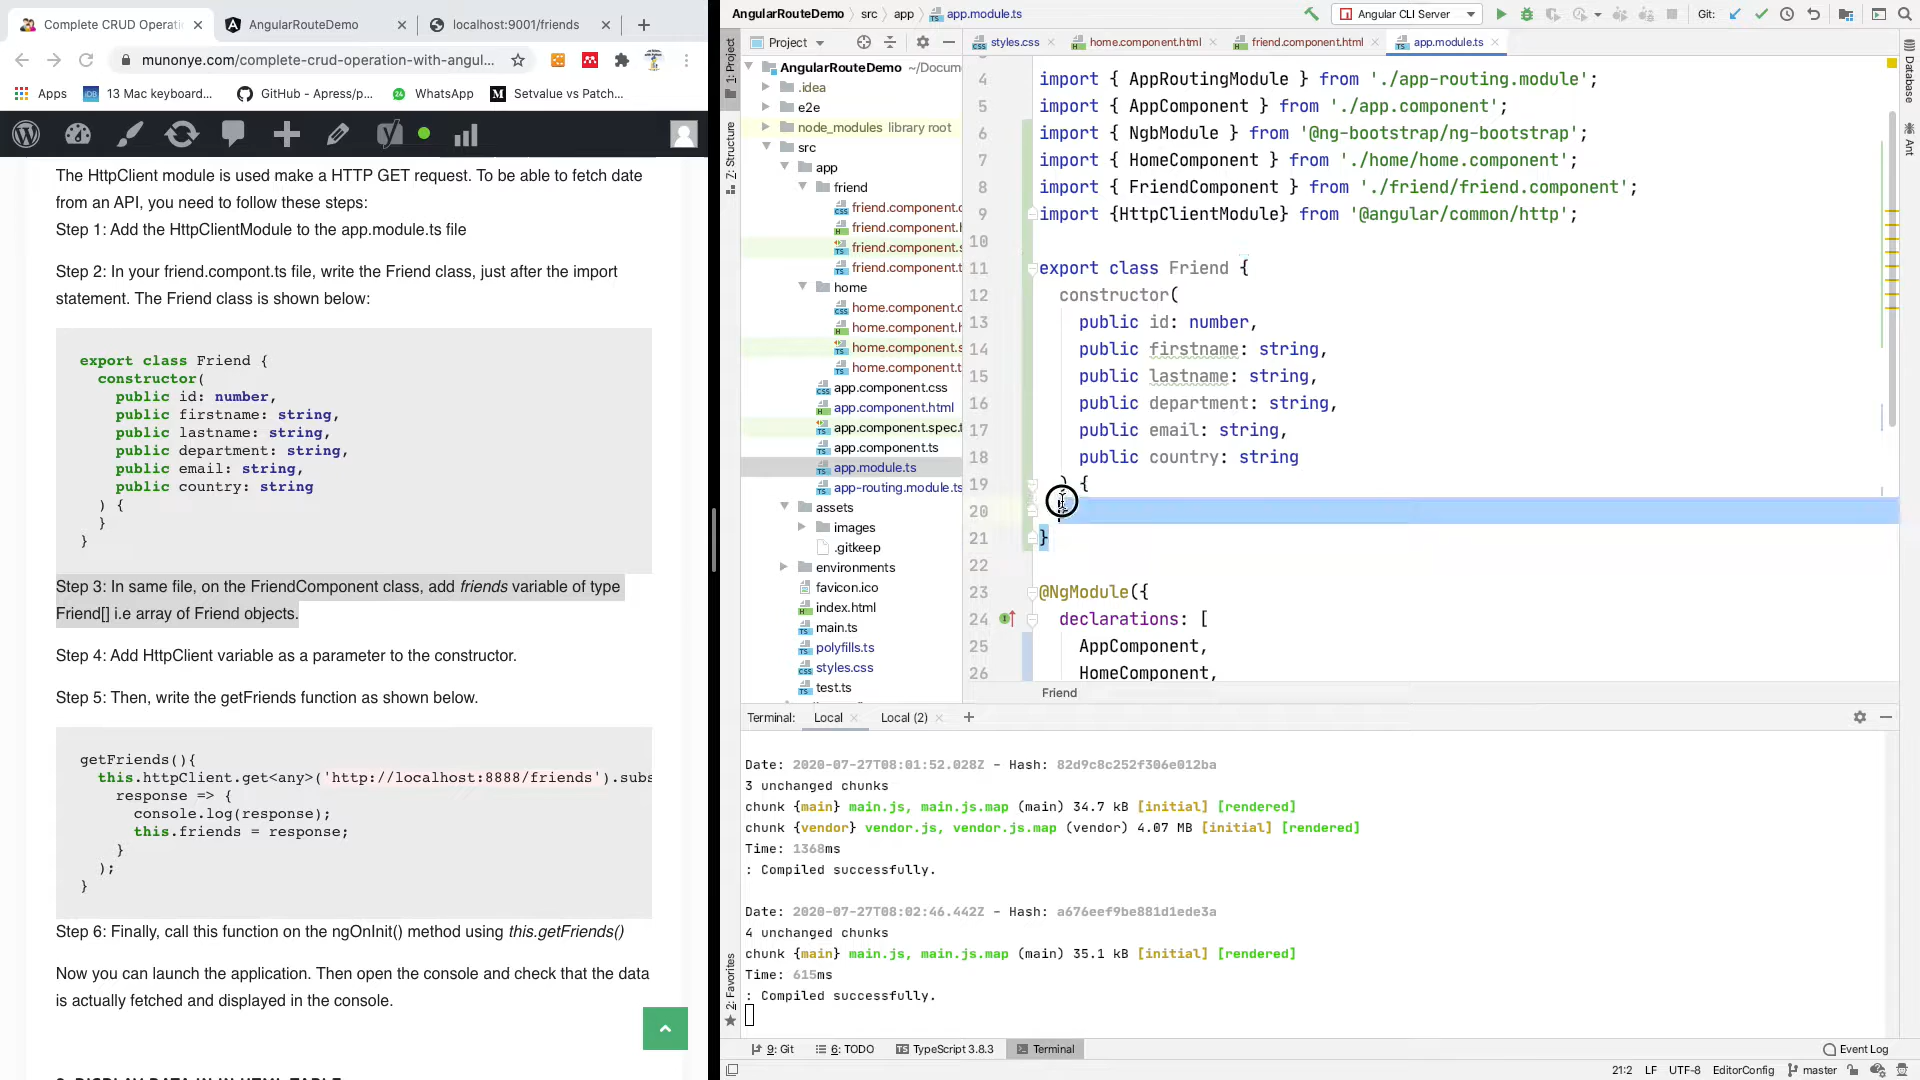 Complete CRUD Operati
AngularRouteDemo
localhost:9001/friends
munonye.com/complete-crud-operation-with-angul...
Apps
13 Mac keyboard...
GitHub - Apress/p...
WhatsApp
Setvalue vs Patch...
The HttpClient module is used make a HTTP GET request. To be able to fetch date
from an API, you need to follow these steps:
Step 1: Add the HttpClientModule to the app.module.ts file
Step 2: In your friend.compont.ts file, write the Friend class, just after the import
statement. The Friend class is shown below:
export class Friend {
constructor(
public id: number,
public firstname: string,
public lastname: string,
public department: string,
public email: string,
public country: string
) {
}
}
Step 3: In same file, on the FriendComponent class, add friends variable of type
Friend[] i.e array of Friend objects.
Step 4: Add HttpClient variable as a parameter to the constructor.
Step 5: Then, write the getFriends function as shown below.
getFriends(){
this.httpClient.get<any>('http://localhost:8888/friends').subs
response => {
console.log(response);
this.friends = response;
}
);
}
Step 6: Finally, call this function on the ngOnInit() method using this.getFriends()
Now you can launch the application. Then open the console and check that the data
is actually fetched and displayed in the console.
AngularRouteDemo
src
app
app.module.ts
Angular CLI Server
Git:
1: Project
Z: Structure
2: Favorites
Project
styles.css
home.component.html
friend.component.html
app.module.ts
Database
Ant
AngularRouteDemo ~/Docum
.idea
e2e
node_modules library root
src
app
friend
friend.component.c
friend.component.h
friend.component.s
friend.component.t
home
home.component.c
home.component.h
home.component.s
home.component.t
app.component.css
app.component.html
app.component.spec.t
app.component.ts
app.module.ts
app-routing.module.ts
assets
images
.gitkeep
environments
favicon.ico
index.html
main.ts
polyfills.ts
styles.css
test.ts
4 import { AppRoutingModule } from './app-routing.module';
5 import { AppComponent } from './app.component';
6 import { NgbModule } from '@ng-bootstrap/ng-bootstrap';
7 import { HomeComponent } from './home/home.component';
8 import { FriendComponent } from './friend/friend.component';
9 import {HttpClientModule} from '@angular/common/http';
10
11 export class Friend {
12 constructor(
13 public id: number,
14 public firstname: string,
15 public lastname: string,
16 public department: string,
17 public email: string,
18 public country: string
19 ) {
20
21 }
22
23 @NgModule({
24 declarations: [
25 AppComponent,
26 HomeComponent,
Friend
Terminal: Local Local (2)
Date: 2020-07-27T08:01:52.028Z - Hash: 82d9c8c252f306e012ba
3 unchanged chunks
chunk {main} main.js, main.js.map (main) 34.7 kB [initial] [rendered]
chunk {vendor} vendor.js, vendor.js.map (vendor) 4.07 MB [initial] [rendered]
Time: 1368ms
: Compiled successfully.
Date: 2020-07-27T08:02:46.442Z - Hash: a676eef9be881d1ede3a
4 unchanged chunks
chunk {main} main.js, main.js.map (main) 35.1 kB [initial] [rendered]
Time: 615ms
: Compiled successfully.
9: Git
6: TODO
TypeScript 3.8.3
Terminal
Event Log
21:2 LF UTF-8 EditorConfig master